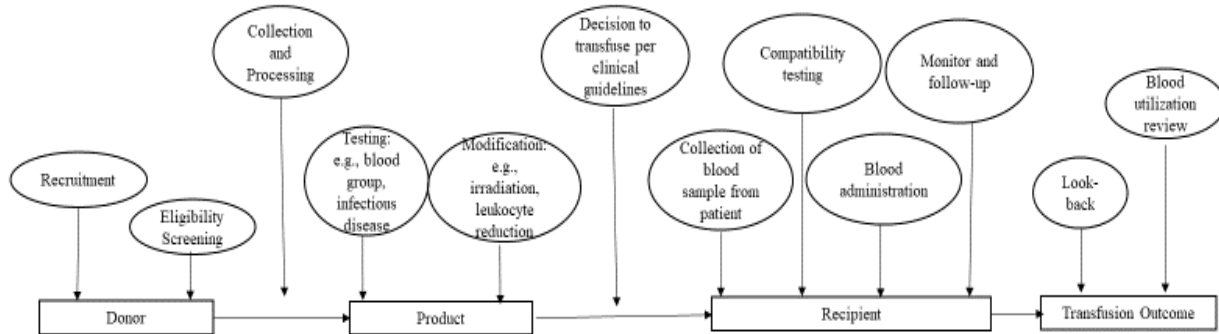 Collection
and
Processing
Decision to
transfuse per
clinical
guidelines
Compatibility
testing
Monitor and
follow-up
Blood
utilization
review
Recruitment
Eligibility
Screening
Testing:
e.g., blood
group,
infectious
disease
Modification:
e.g.,
irradiation,
leukocyte
reduction
Collection of
blood
sample from
patient
Blood
administration
Look-
back
Donor
Product
Recipient
Transfusion Outcome